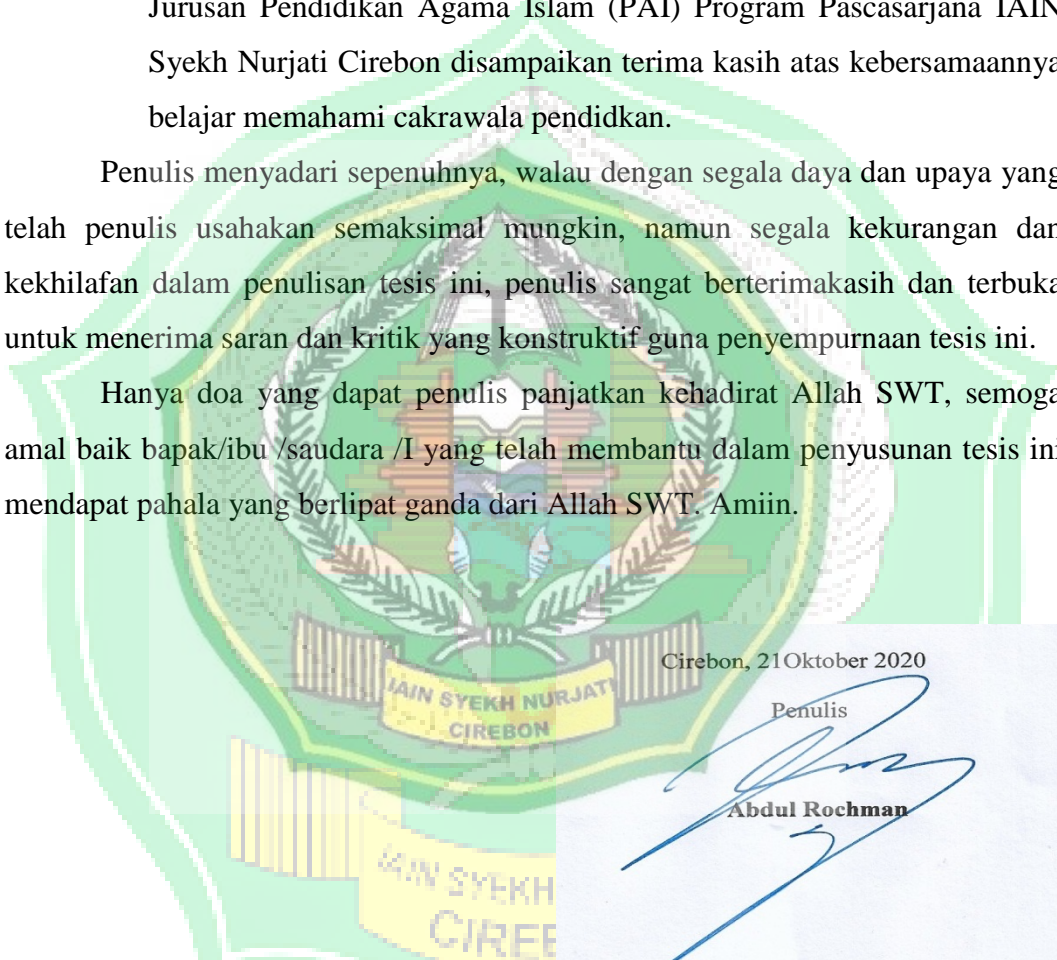 Jurusan Pendidikan Agama Islam (PAI) Program Pascasarjana IAIN
Syekh Nurjati Cirebon disampaikan terima kasih atas kebersamaannya
belajar memahami cakrawala pendidkan.
Penulis menyadari sepenuhnya, walau dengan segala daya dan upaya yang
telah penulis usahakan semaksimal mungkin, namun segala kekurangan dan
kekhilafan dalam penulisan tesis ini, penulis sangat berterimakasih dan terbuka
untuk menerima saran dan kritik yang konstruktif guna penyempurnaan tesis ini.
Hanya doa yang dapat penulis panjatkan kehadirat Allah SWT, semoga
amal baik bapak/ibu /saudara /I yang telah membantu dalam penyusunan tesis ini
mendapat pahala yang berlipat ganda dari Allah SWT. Amiin.
IAIN SYEKH NURJATI
CIREBON
Cirebon, 21Oktober 2020
Penulis
Abdul Rochman
IAIN SYEKH
CIREB